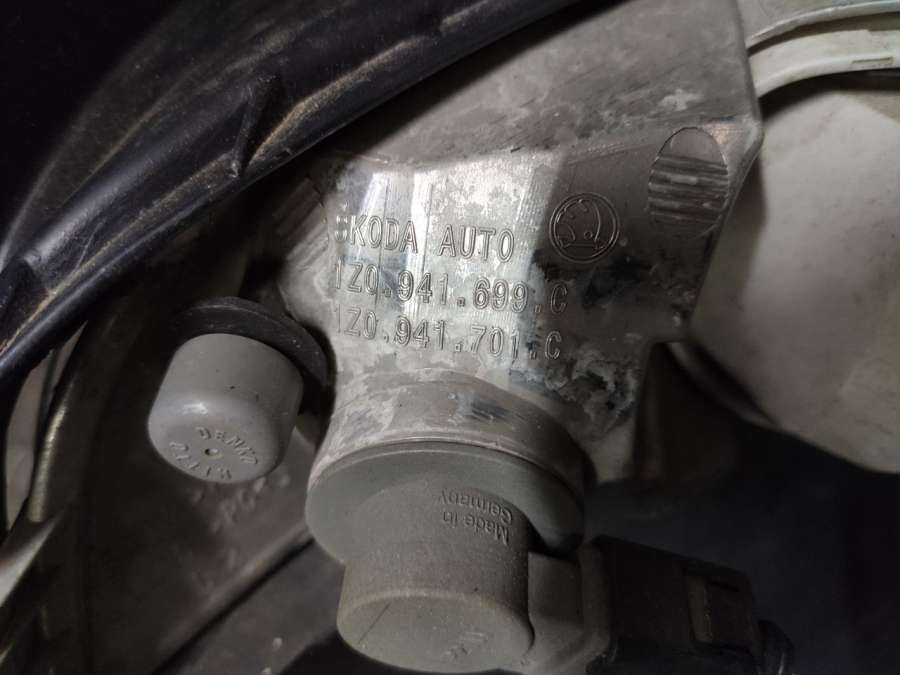 ŠKODA AUTO
1Z0.941.699.C
1Z0.941.701.C
Made in
Germany